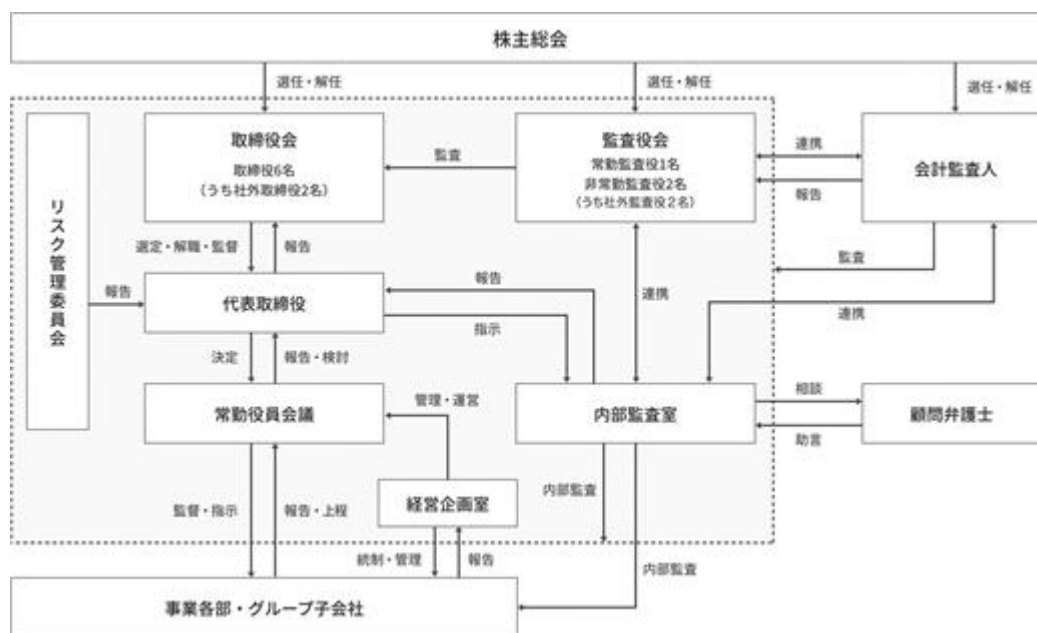 株主総会
選任・解任
選任・解任
選任・解任
取締役会
取締役6名
（うち社外取締役2名）
監査
監査役会
常勤監査役1名
非常勤監査役2名
（うち社外監査役２名）
連携
報告
会計監査人
リスク管理委員会
選定・解職・監督
報告
監査
報告
代表取締役
報告
指示
連携
連携
決定
報告・検討
管理・運営
常勤役員会議
内部監査室
相談
助言
顧問弁護士
監督・指示
報告・上程
経営企画室
内部監査
統制・管理
報告
内部監査
事業各部・グループ子会社